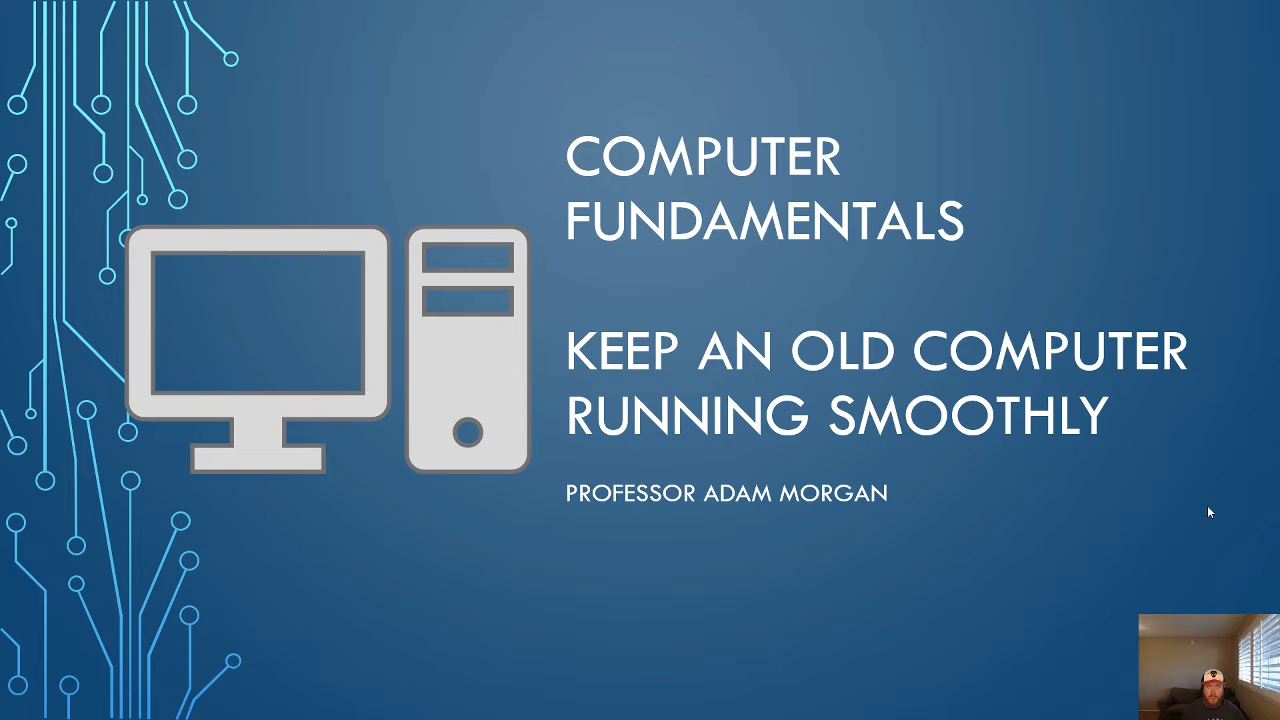 COMPUTER
FUNDAMENTALS
KEEP AN OLD COMPUTER
RUNNING SMOOTHLY
PROFESSOR ADAM MORGAN